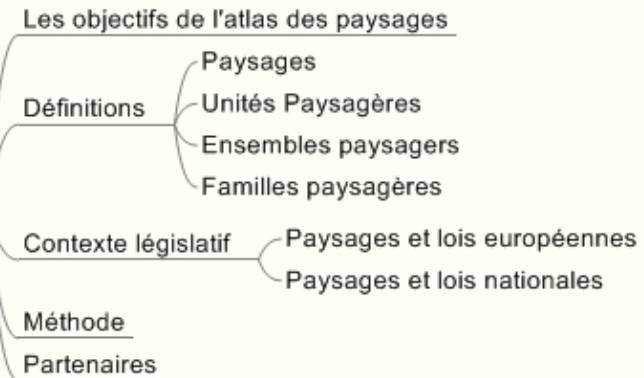 Les objectifs de l'atlas des paysages
Définitions
Paysages
Unités Paysagères
Ensembles paysagers
Familles paysagères
Contexte législatif
Paysages et lois européennes
Paysages et lois nationales
Méthode
Partenaires